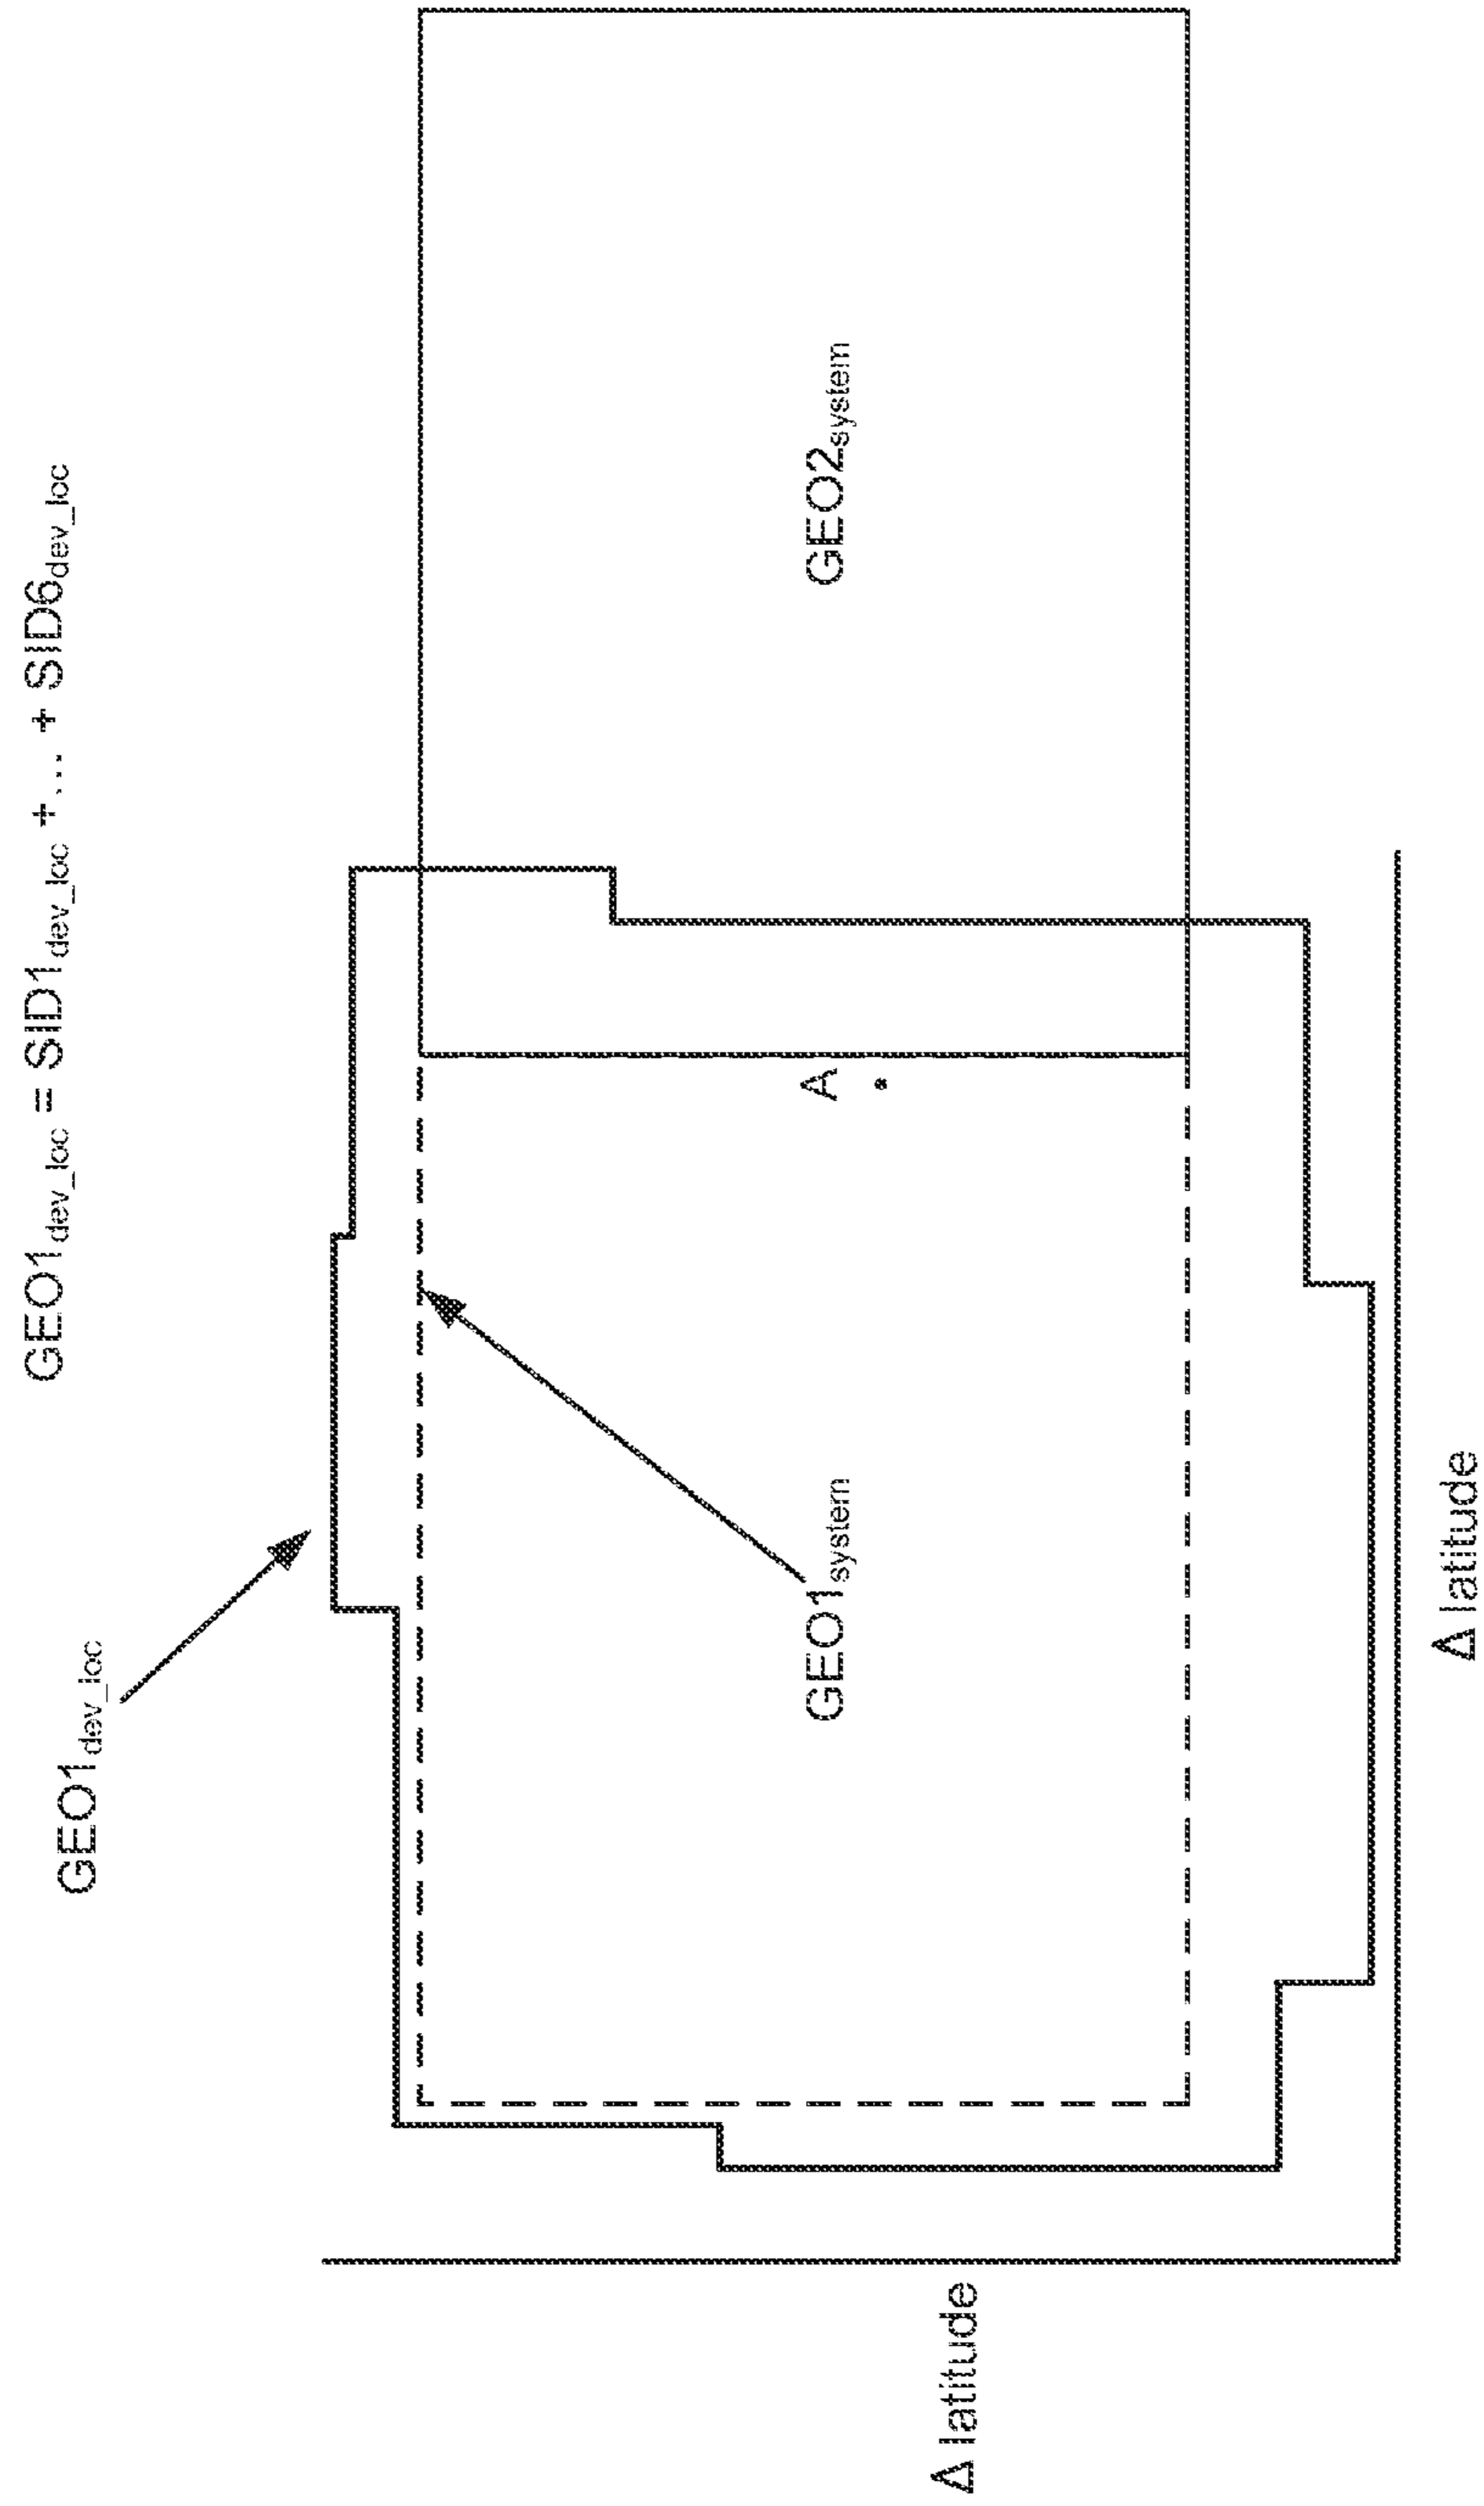 GEO1dev_loc = SID1dev_loc +... + SID6dev_loc
GEO1dev_loc
GEO1system
A
GEO2system
Δ latitude
Δ latitude